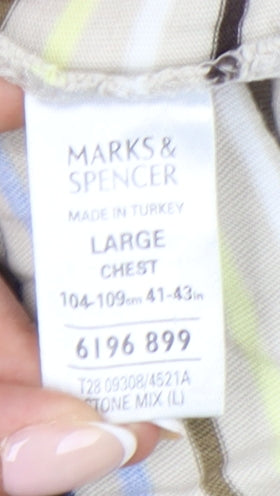 MARKS &
SPENCER
MADE IN TURKEY
LARGE
CHEST
104-109cm 41-43in
6196 899
T28 09308/4521A
STONE MIX (L)